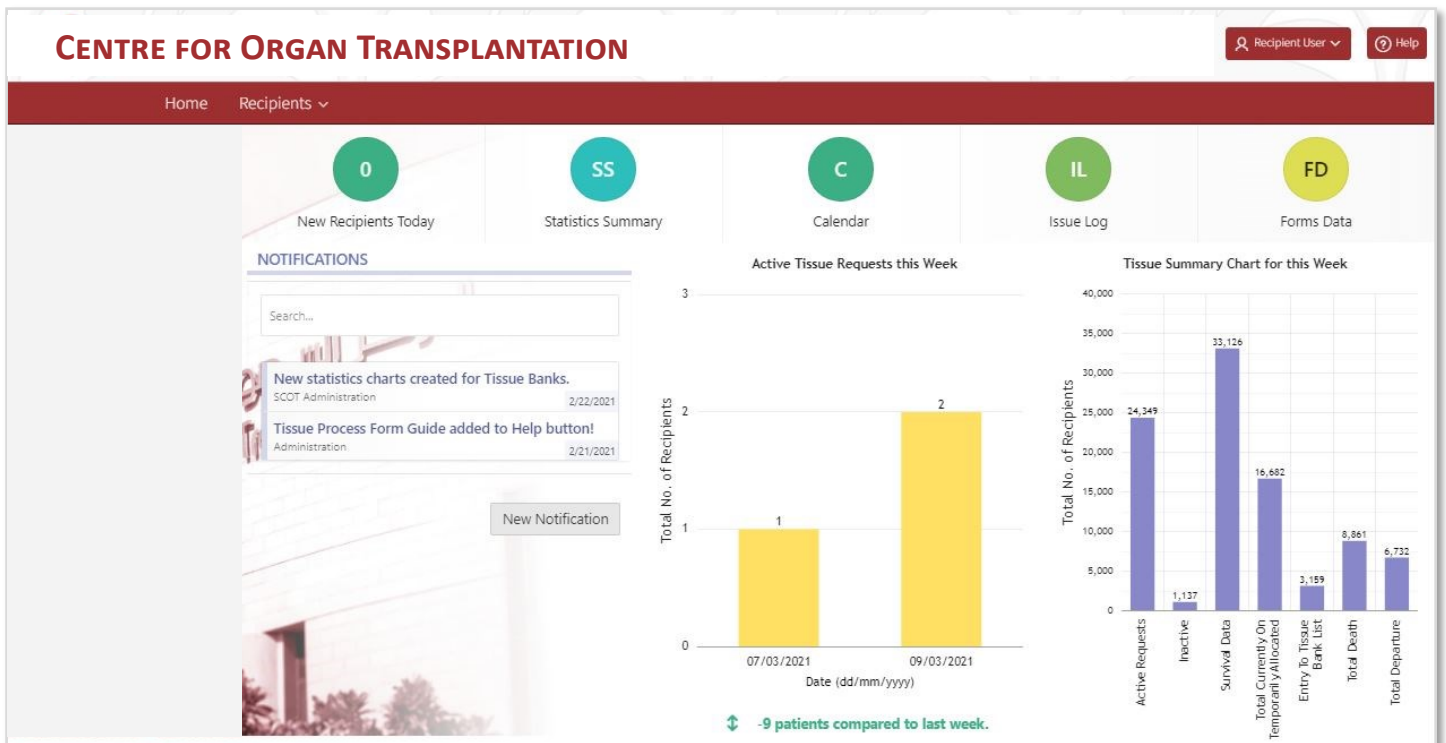 CENTRE FOR ORGAN TRANSPLANTATION
Recipient User
Help
Home
Recipients
0
SS
C
IL
FD
New Recipients Today
Statistics Summary
Calendar
Issue Log
Forms Data
NOTIFICATIONS
Search...
New statistics charts created for Tissue Banks.
SCOT Administration
2/22/2021
Tissue Process Form Guide added to Help button!
Administration
2/21/2021
New Notification
Active Tissue Requests this Week
Total No. of Recipients
3
2
1
0
1
2
07/03/2021
09/03/2021
Date (dd/mm/yyyy)
-9 patients compared to last week.
Tissue Summary Chart for this Week
Total No. of Recipients
40,000
35,000
30,000
25,000
20,000
15,000
10,000
5,000
0
24,349
1,137
33,126
16,682
3,159
8,861
6,732
Active Requests
Inactive
Survival Data
Total Currently On
Temporarily Allocated
Entry To Tissue
Bank List
Total Death
Total Departure